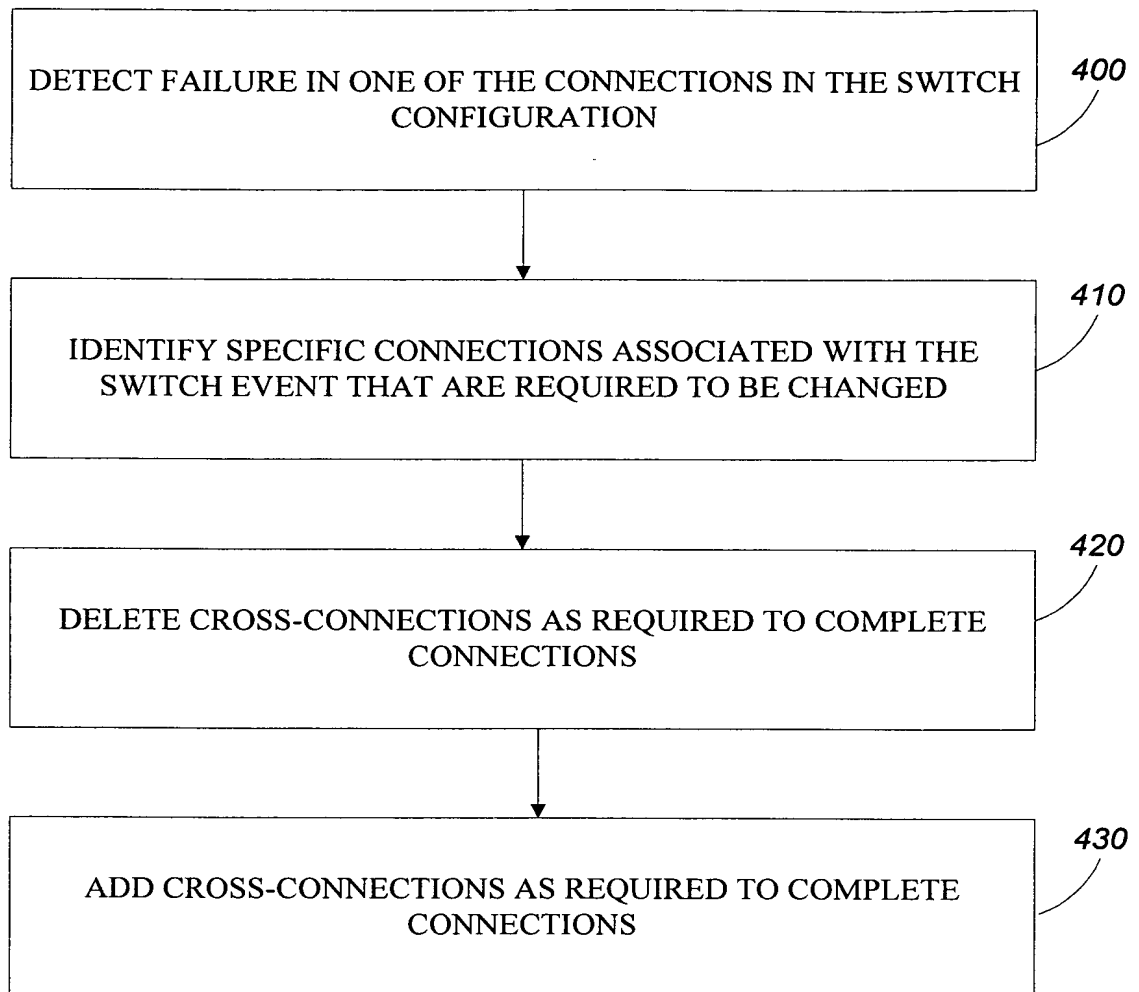 DETECT FAILURE IN ONE OF THE CONNECTIONS IN THE SWITCH
CONFIGURATION
400
IDENTIFY SPECIFIC CONNECTIONS ASSOCIATED WITH THE
SWITCH EVENT THAT ARE REQUIRED TO BE CHANGED
410
DELETE CROSS-CONNECTIONS AS REQUIRED TO COMPLETE
CONNECTIONS
420
ADD CROSS-CONNECTIONS AS REQUIRED TO COMPLETE
CONNECTIONS
430